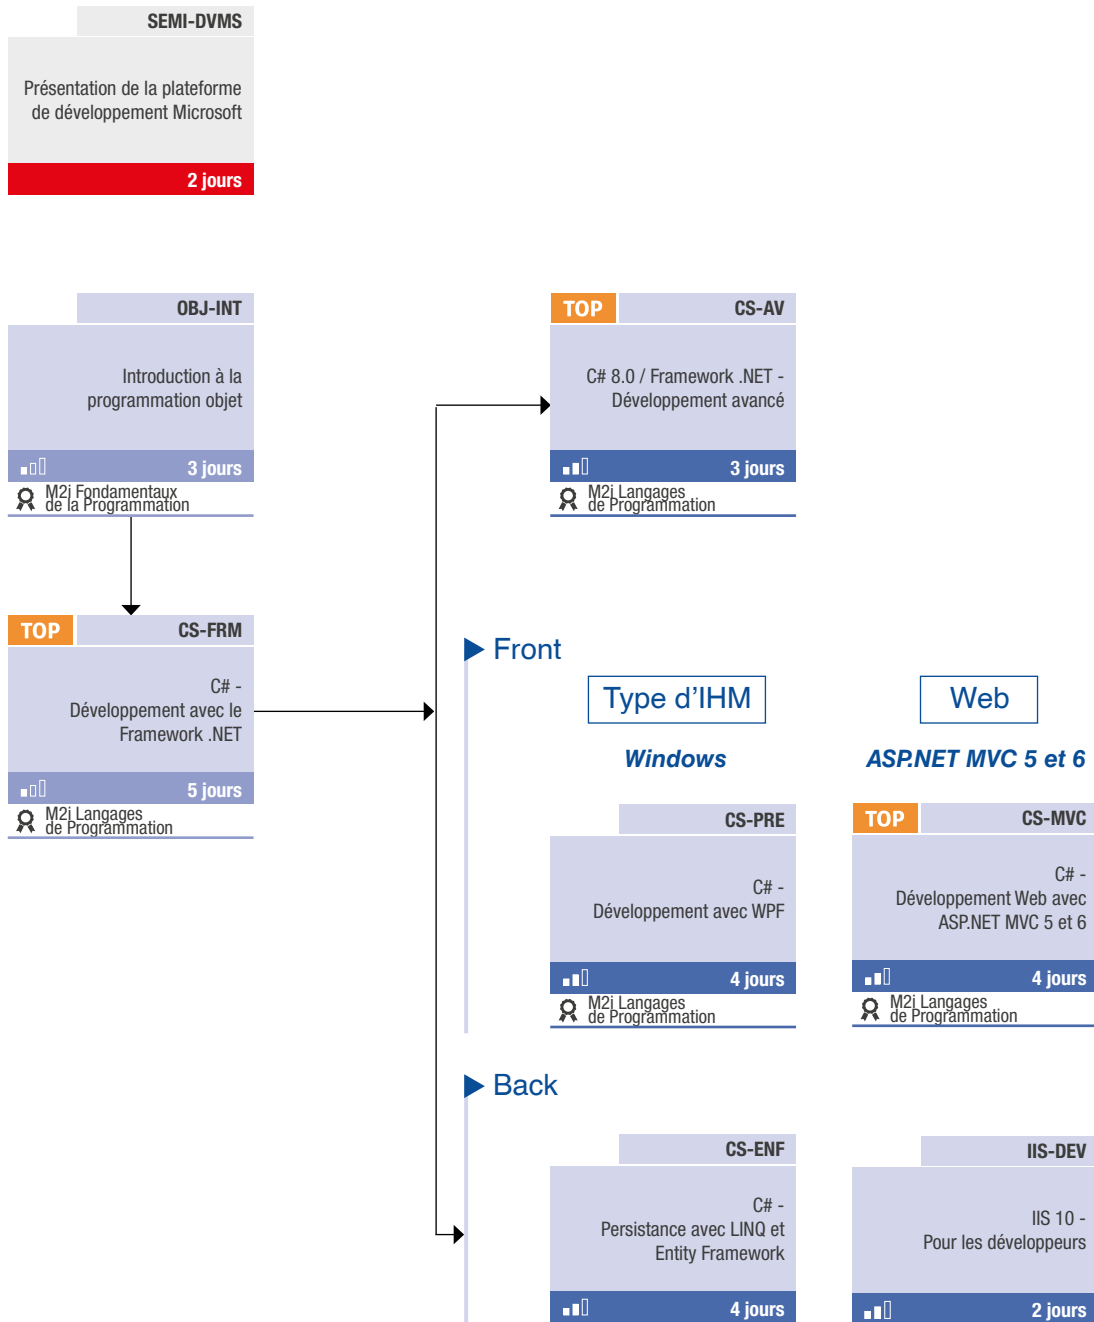 SEMI-DVMS
Présentation de la plateforme
de développement Microsoft
2 jours
OBJ-INT
Introduction à la
programmation objet
3 jours
M2i Fondamentaux
de la Programmation
TOP
CS-AV
C# 8.0 / Framework .NET -
Développement avancé
3 jours
M2i Langages
de Programmation
TOP
CS-FRM
C# -
Développement avec le
Framework .NET
5 jours
M2i Langages
de Programmation
Front
Type d'IHM
Web
Windows
ASP.NET MVC 5 et 6
CS-PRE
C# -
Développement avec WPF
4 jours
M2i Langages
de Programmation
TOP
CS-MVC
C# -
Développement Web avec
ASP.NET MVC 5 et 6
4 jours
M2i Langages
de Programmation
Back
CS-ENF
C# -
Persistance avec LINQ et
Entity Framework
4 jours
IIS-DEV
IIS 10 -
Pour les développeurs
2 jours